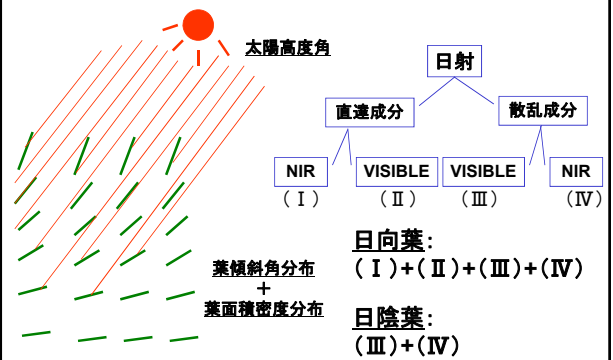 太陽高度角
日射
直達成分
散乱成分
NIR
VISIBLE
VISIBLE
NIR
(Ⅰ)
(Ⅱ)
(Ⅲ)
(Ⅳ)
日向葉:
(Ⅰ)+(Ⅱ)+(Ⅲ)+(Ⅳ)
葉傾斜角分布
+
葉面積密度分布
日陰葉:
(Ⅲ)+(Ⅳ)